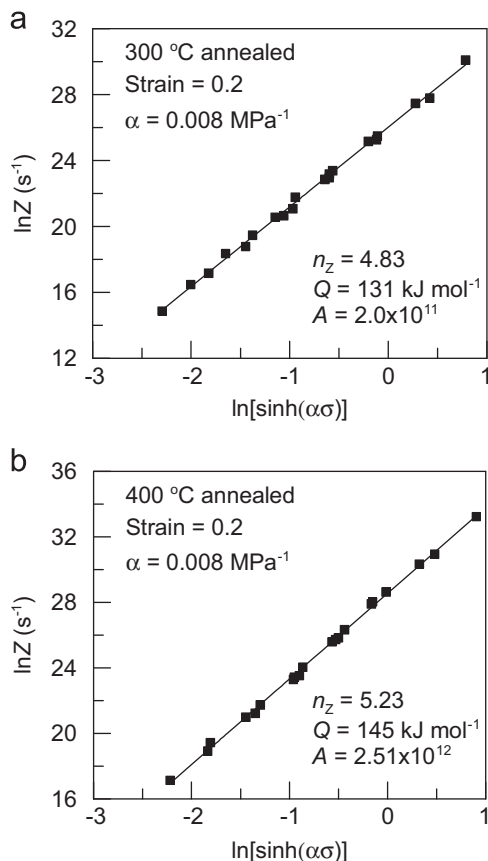 a
32
28
24
20
16
12
lnZ (s⁻¹)
300 °C annealed
Strain = 0.2
α = 0.008 MPa⁻¹
n_Z = 4.83
Q = 131 kJ mol⁻¹
A = 2.0x10¹¹
-3 -2 -1 0 1
ln[sinh(ασ)]
b
36
32
28
24
20
16
lnZ (s⁻¹)
400 °C annealed
Strain = 0.2
α = 0.008 MPa⁻¹
n_Z = 5.23
Q = 145 kJ mol⁻¹
A = 2.51x10¹²
-3 -2 -1 0 1
ln[sinh(ασ)]